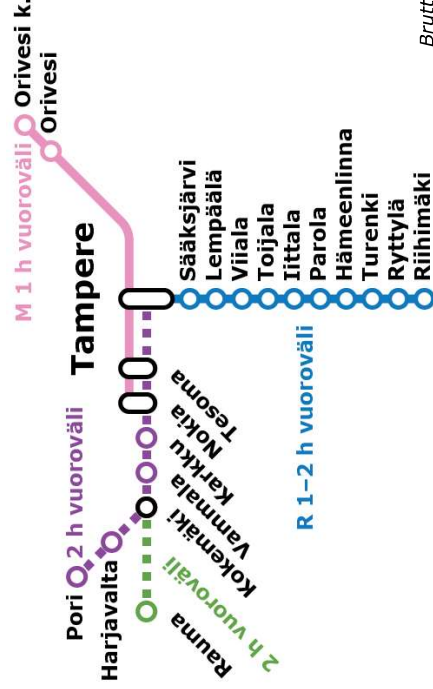 Orivesi k.
Orivesi
M 1 h vuoroväli
Tampere
Sääksjärvi
Lempäälä
Viiala
Toijala
Iittala
Parola
Hämeenlinna
Turenki
Ryttylä
Riihimäki
R 1–2 h vuoroväli
Tesoma
Nokia
Karkku
Vammala
Kokemäki
2 h vuoroväli
Harjavalta
Pori
2 h vuoroväli
Rauma
Brutt